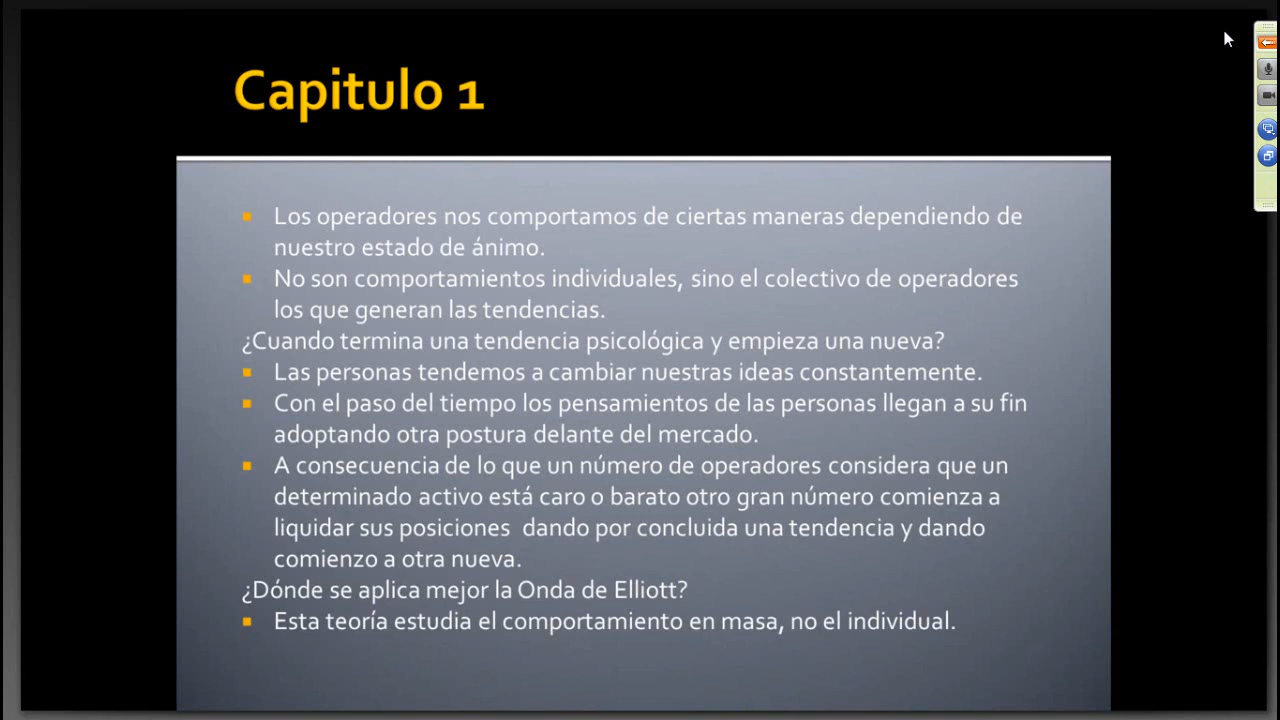 Capitulo 1
Los operadores nos comportamos de ciertas maneras dependiendo de
nuestro estado de ánimo.
No son comportamientos individuales, sino el colectivo de operadores
los que generan las tendencias.
¿Cuando termina una tendencia psicológica y empieza una nueva?
Las personas tendemos a cambiar nuestras ideas constantemente.
Con el paso del tiempo los pensamientos de las personas llegan a su fin
adoptando otra postura delante del mercado.
A consecuencia de lo que un número de operadores considera que un
determinado activo está caro o barato otro gran número comienza a
liquidar sus posiciones  dando por concluida una tendencia y dando
comienzo a otra nueva.
¿Dónde se aplica mejor la Onda de Elliott?
Esta teoría estudia el comportamiento en masa, no el individual.